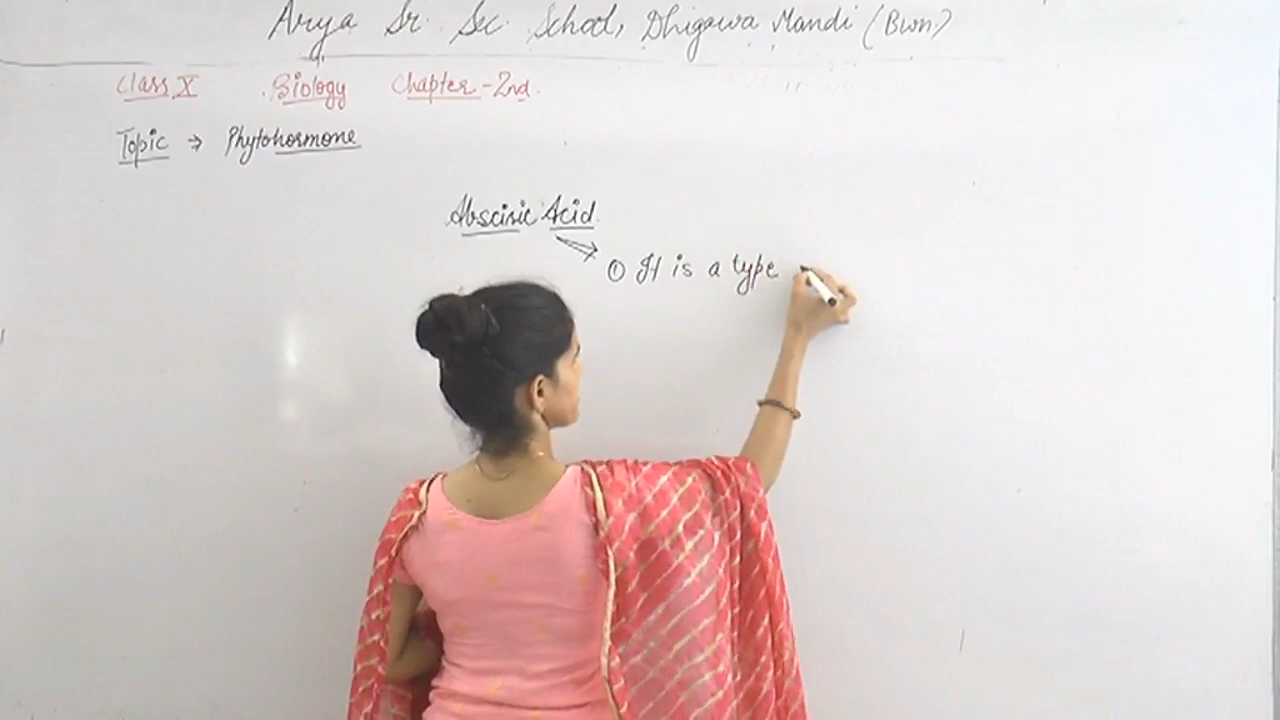 Arya Sr. Sec. School, Dhigawa Mandi (Bwn)
Class X Biology Chapter-2nd.
Topic → Phytohormone
Abscisic Acid.
① It is a type